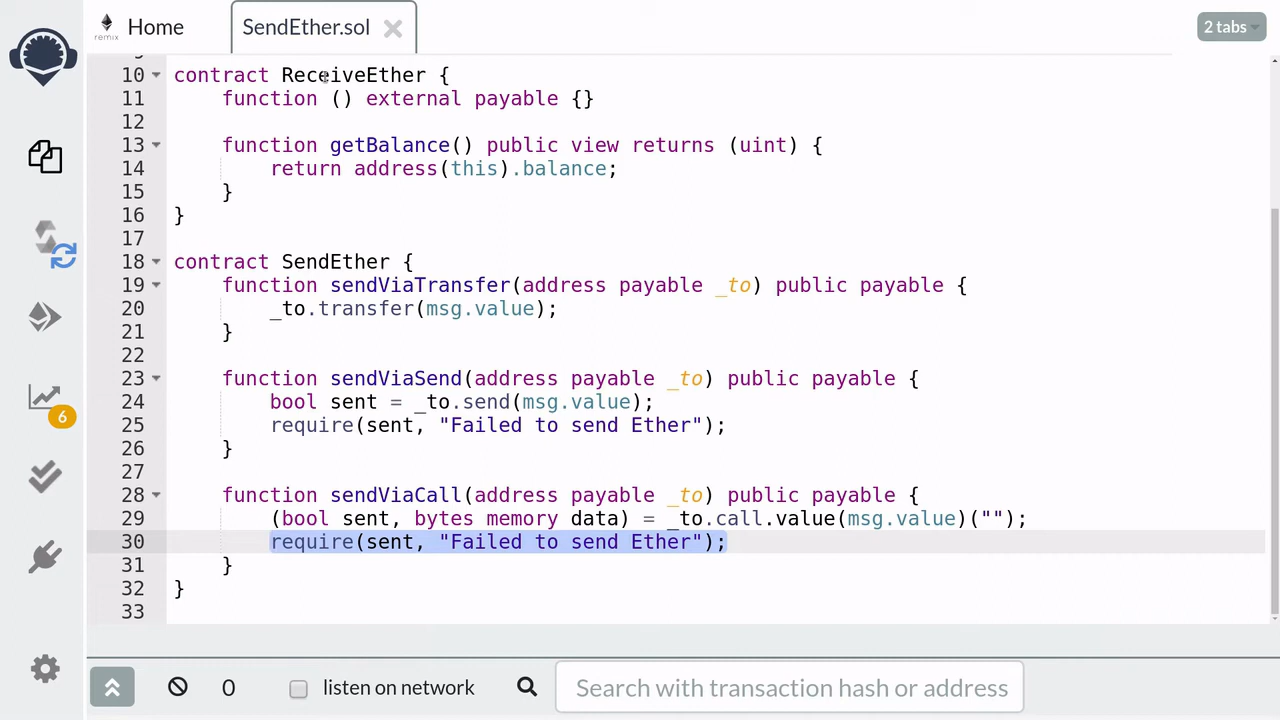 remix
Home
SendEther.sol
2 tabs
10 contract ReceiveEther {
11     function () external payable {}
12
13     function getBalance() public view returns (uint) {
14         return address(this).balance;
15     }
16 }
17
18 contract SendEther {
19     function sendViaTransfer(address payable _to) public payable {
20         _to.transfer(msg.value);
21     }
22
23     function sendViaSend(address payable _to) public payable {
24         bool sent = _to.send(msg.value);
25         require(sent, "Failed to send Ether");
26     }
27
28     function sendViaCall(address payable _to) public payable {
29         (bool sent, bytes memory data) = _to.call.value(msg.value)("");
30         require(sent, "Failed to send Ether");
31     }
32 }
33
6
0
listen on network
Search with transaction hash or address